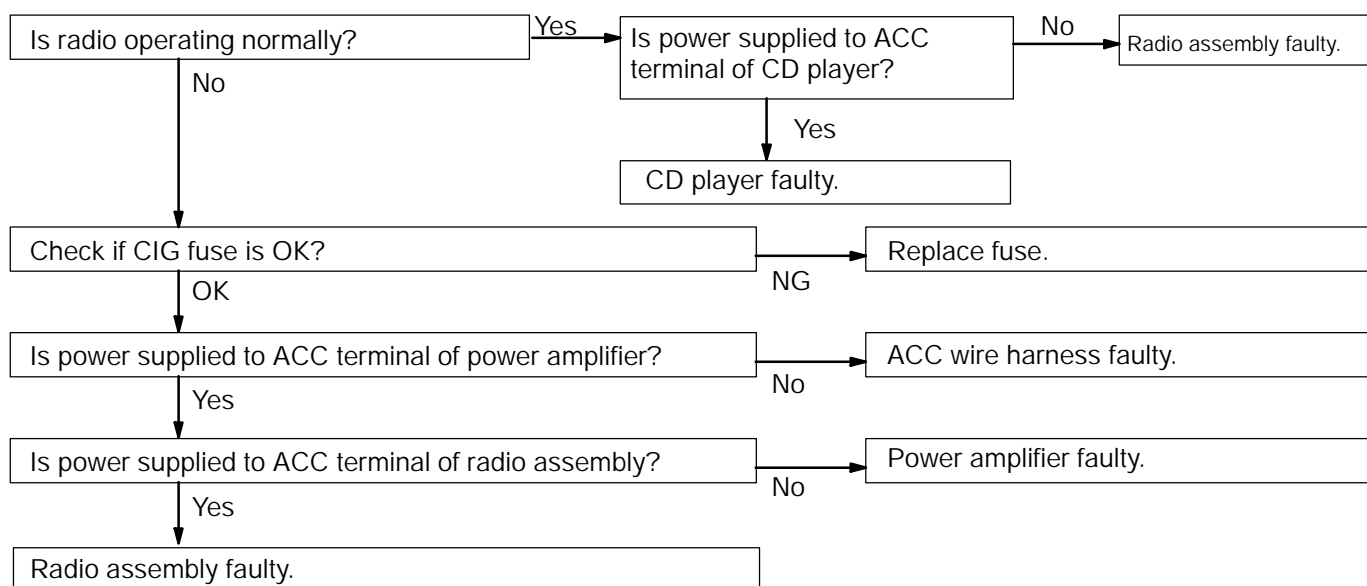 Is radio operating normally?
Yes
Is power supplied to ACC
terminal of CD player?
No
Radio assembly faulty.
No
Yes
CD player faulty.
Check if CIG fuse is OK?
NG
Replace fuse.
OK
Is power supplied to ACC terminal of power amplifier?
No
ACC wire harness faulty.
Yes
Is power supplied to ACC terminal of radio assembly?
No
Power amplifier faulty.
Yes
Radio assembly faulty.